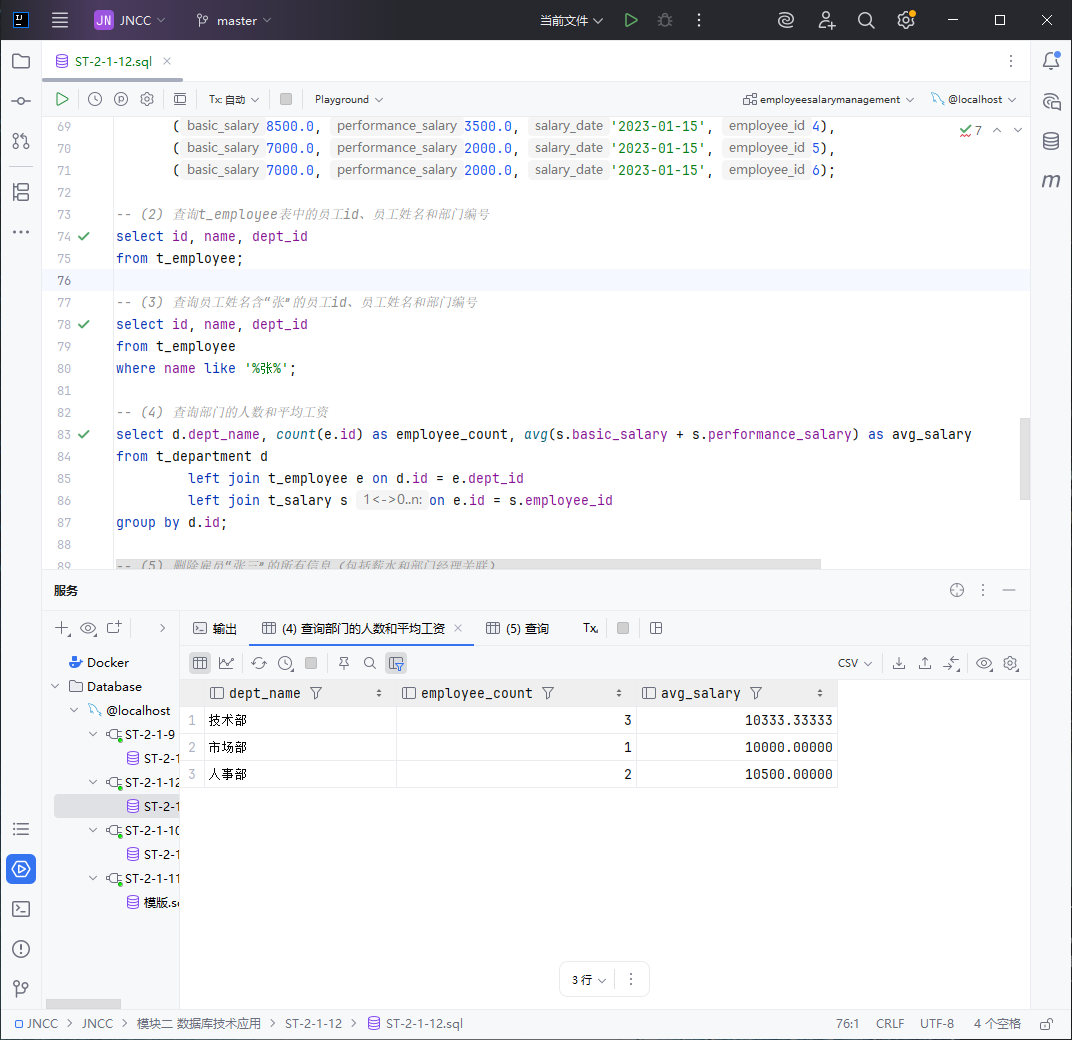 JN JNCC master 当前文件
ST-2-1-12.sql
Tx: 自动 Playground employeesalarymanagement @localhost
69 ( basic_salary 8500.0, performance_salary 3500.0, salary_date '2023-01-15', employee_id 4), 7
70 ( basic_salary 7000.0, performance_salary 2000.0, salary_date '2023-01-15', employee_id 5),
71 ( basic_salary 7000.0, performance_salary 2000.0, salary_date '2023-01-15', employee_id 6);
72
73 -- (2) 查询t_employee表中的员工id、员工姓名和部门编号
74 select id, name, dept_id
75 from t_employee;
76
77 -- (3) 查询员工姓名含“张”的员工id、员工姓名和部门编号
78 select id, name, dept_id
79 from t_employee
80 where name like '%张%';
81
82 -- (4) 查询部门的人数和平均工资
83 select d.dept_name, count(e.id) as employee_count, avg(s.basic_salary + s.performance_salary) as avg_salary
84 from t_department d
85 left join t_employee e on d.id = e.dept_id
86 left join t_salary s 1<->0..n: on e.id = s.employee_id
87 group by d.id;
88
89 -- (5) 删除雇员“张三”的所有信息（包括薪水和部门经理关联）
服务
输出 (4) 查询部门的人数和平均工资 (5) 查询 Tx
CSV
Docker
Database
@localhost
ST-2-1-9
ST-2-1
ST-2-1-12
ST-2-1
ST-2-1-10
ST-2-1
ST-2-1-11
模版.s
dept_name employee_count avg_salary
1 技术部 3 10333.33333
2 市场部 1 10000.00000
3 人事部 2 10500.00000
3 行
JNCC JNCC 模块二 数据库技术应用 ST-2-1-12 ST-2-1-12.sql 76:1 CRLF UTF-8 4 个空格